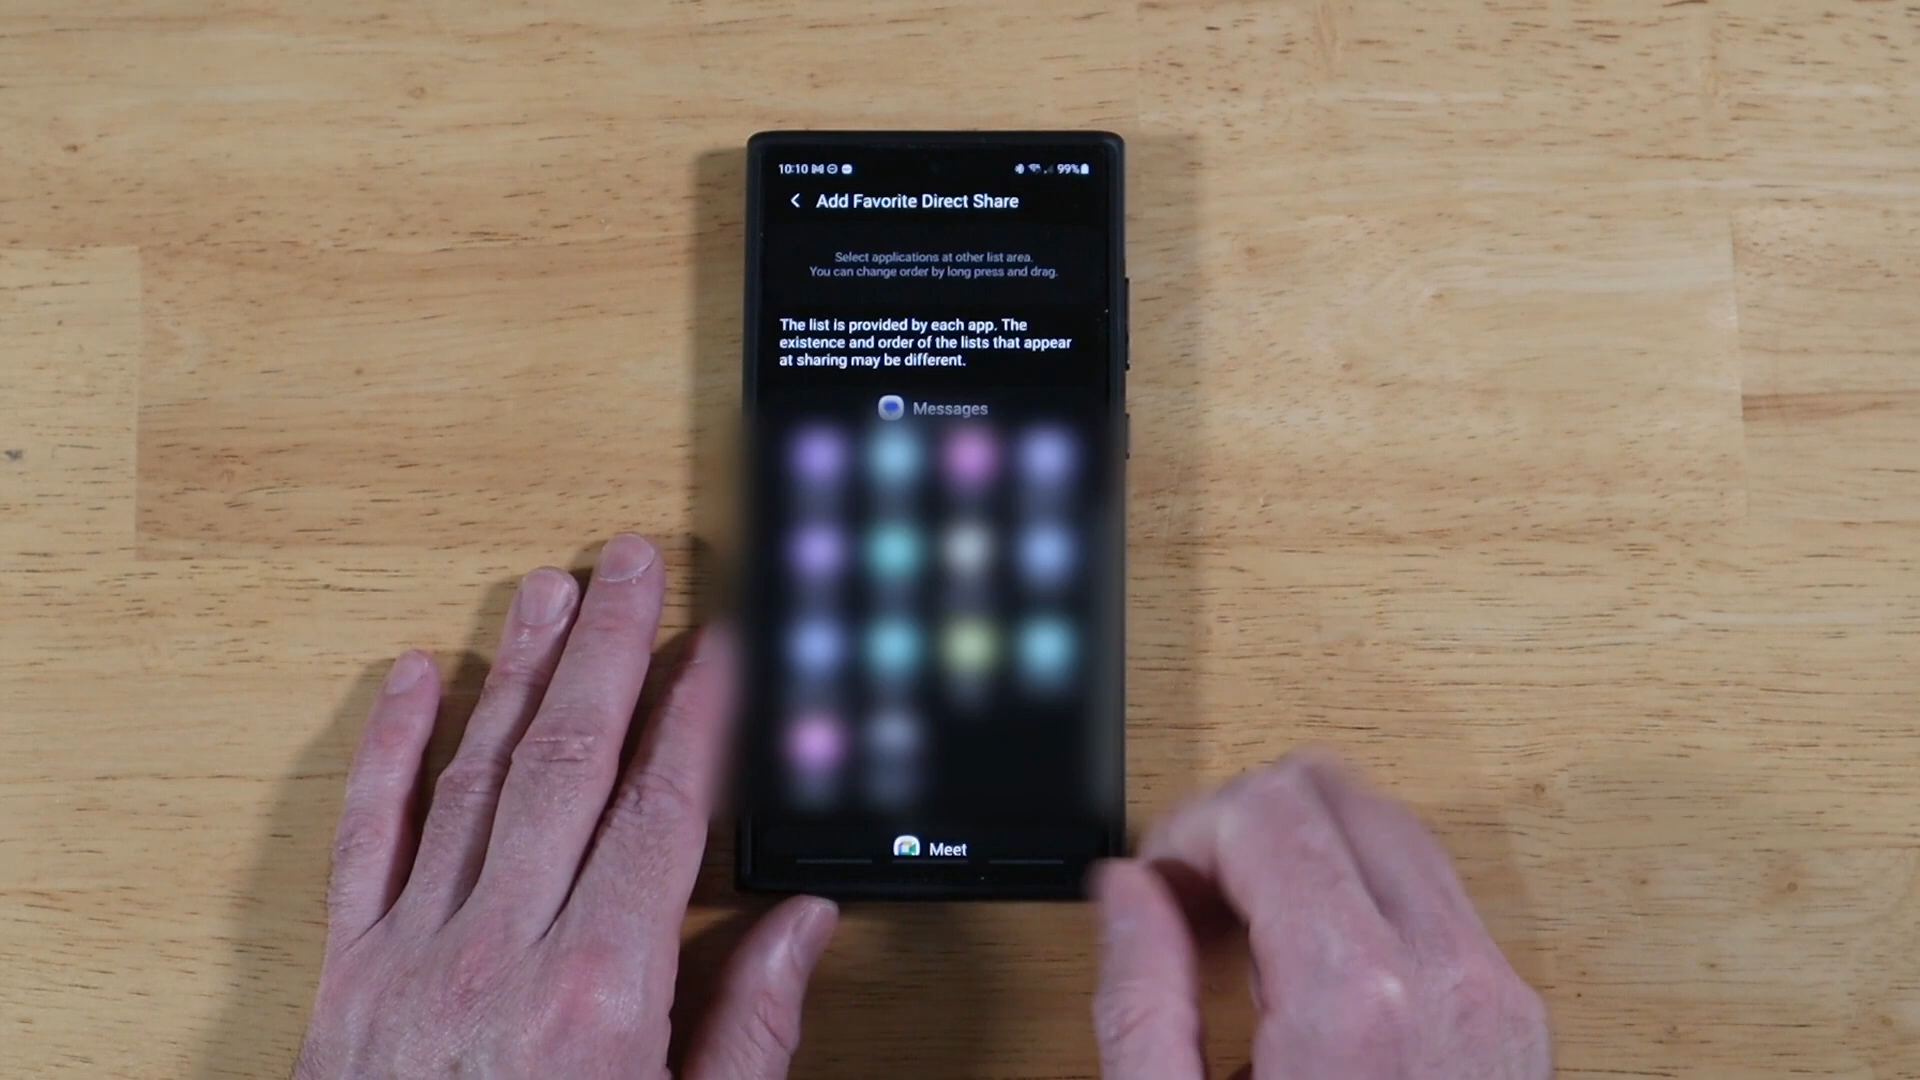 10:10
99%
Add Favorite Direct Share
Select applications at other list area.
You can change order by long press and drag.
The list is provided by each app. The
existence and order of the lists that appear
at sharing may be different.
Messages
Meet